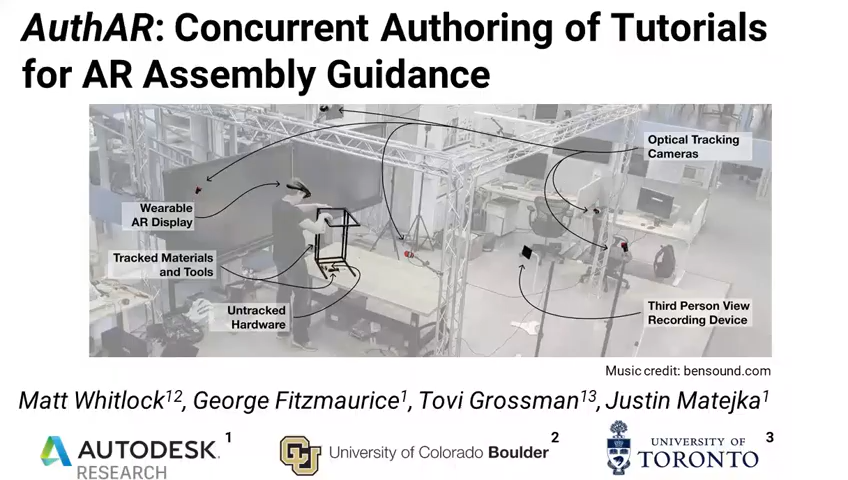 AuthAR: Concurrent Authoring of Tutorials
for AR Assembly Guidance
Optical Tracking
Cameras
Wearable
AR Display
Tracked Materials
and Tools
Untracked
Hardware
Third Person View
Recording Device
Music credit: bensound.com
Matt Whitlock12, George Fitzmaurice1, Tovi Grossman13, Justin Matejka1
AUTODESK. 1
RESEARCH
CU University of Colorado Boulder 2
UNIVERSITY OF 3
TORONTO